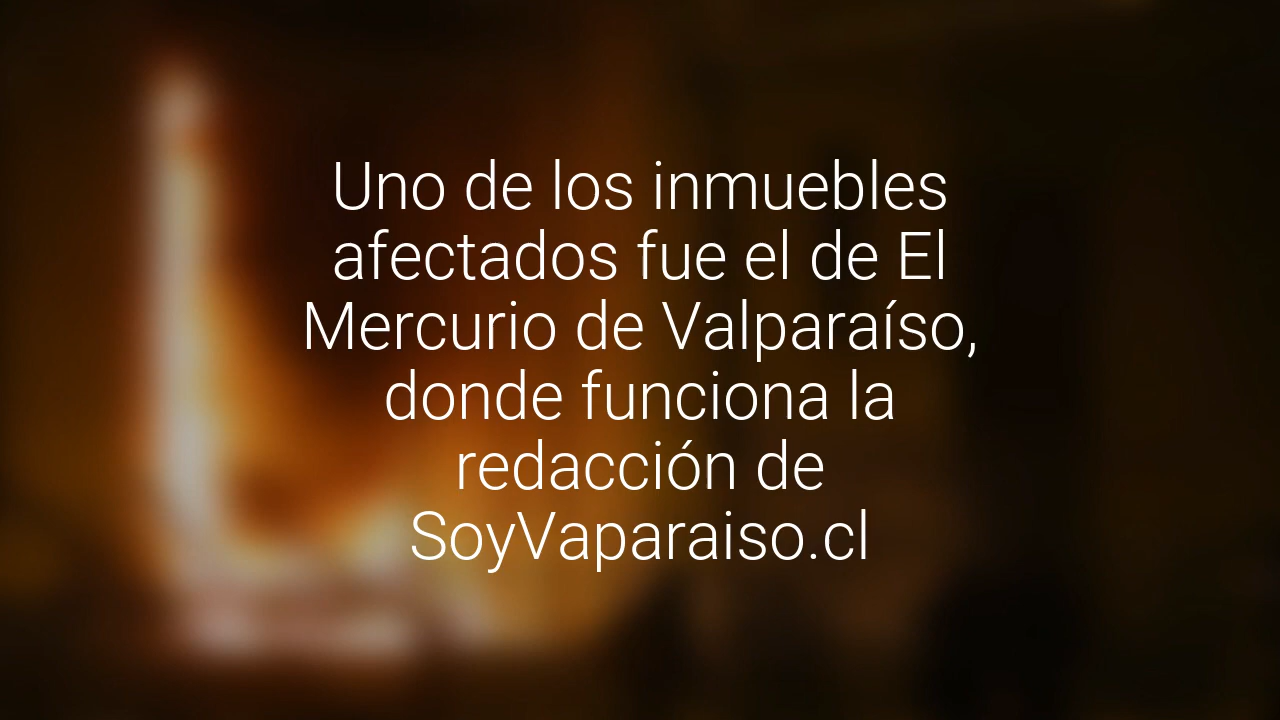 Uno de los inmuebles
afectados fue el de El
Mercurio de Valparaíso,
donde funciona la
redacción de
SoyVaparaiso.cl